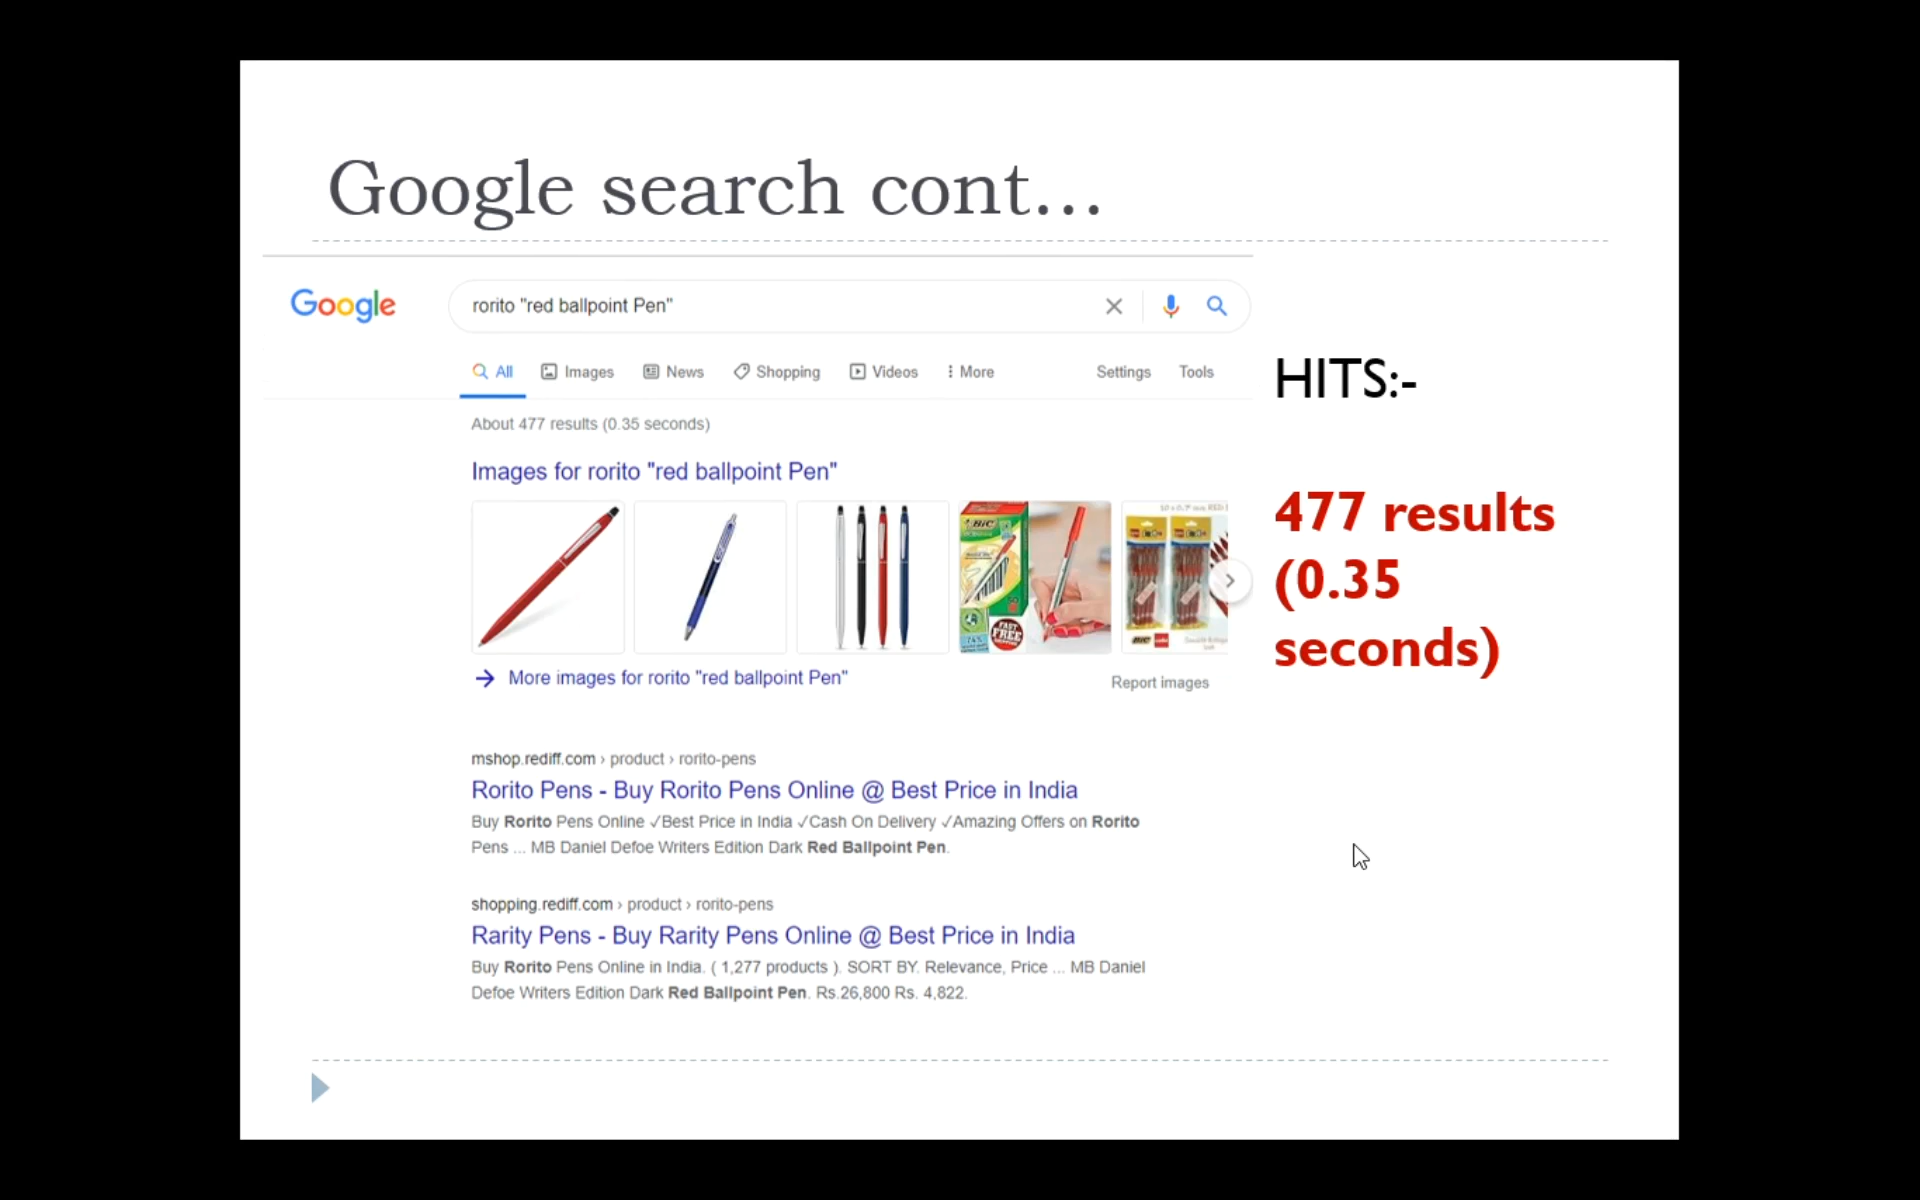 Google search cont...
Google
rorito "red ballpoint Pen"
All Images News Shopping Videos More Settings Tools
About 477 results (0.35 seconds)
HITS:-
Images for rorito "red ballpoint Pen"
477 results
(0.35
seconds)
BIC
FAST
FREE
BIC
More images for rorito "red ballpoint Pen"
Report images
mshop.rediff.com › product › rorito-pens
Rorito Pens - Buy Rorito Pens Online @ Best Price in India
Buy Rorito Pens Online ✓Best Price in India ✓Cash On Delivery ✓Amazing Offers on Rorito
Pens ... MB Daniel Defoe Writers Edition Dark Red Ballpoint Pen.
shopping.rediff.com › product › rorito-pens
Rarity Pens - Buy Rarity Pens Online @ Best Price in India
Buy Rorito Pens Online in India. ( 1,277 products ). SORT BY. Relevance, Price ... MB Daniel
Defoe Writers Edition Dark Red Ballpoint Pen. Rs.26,800 Rs. 4,822.